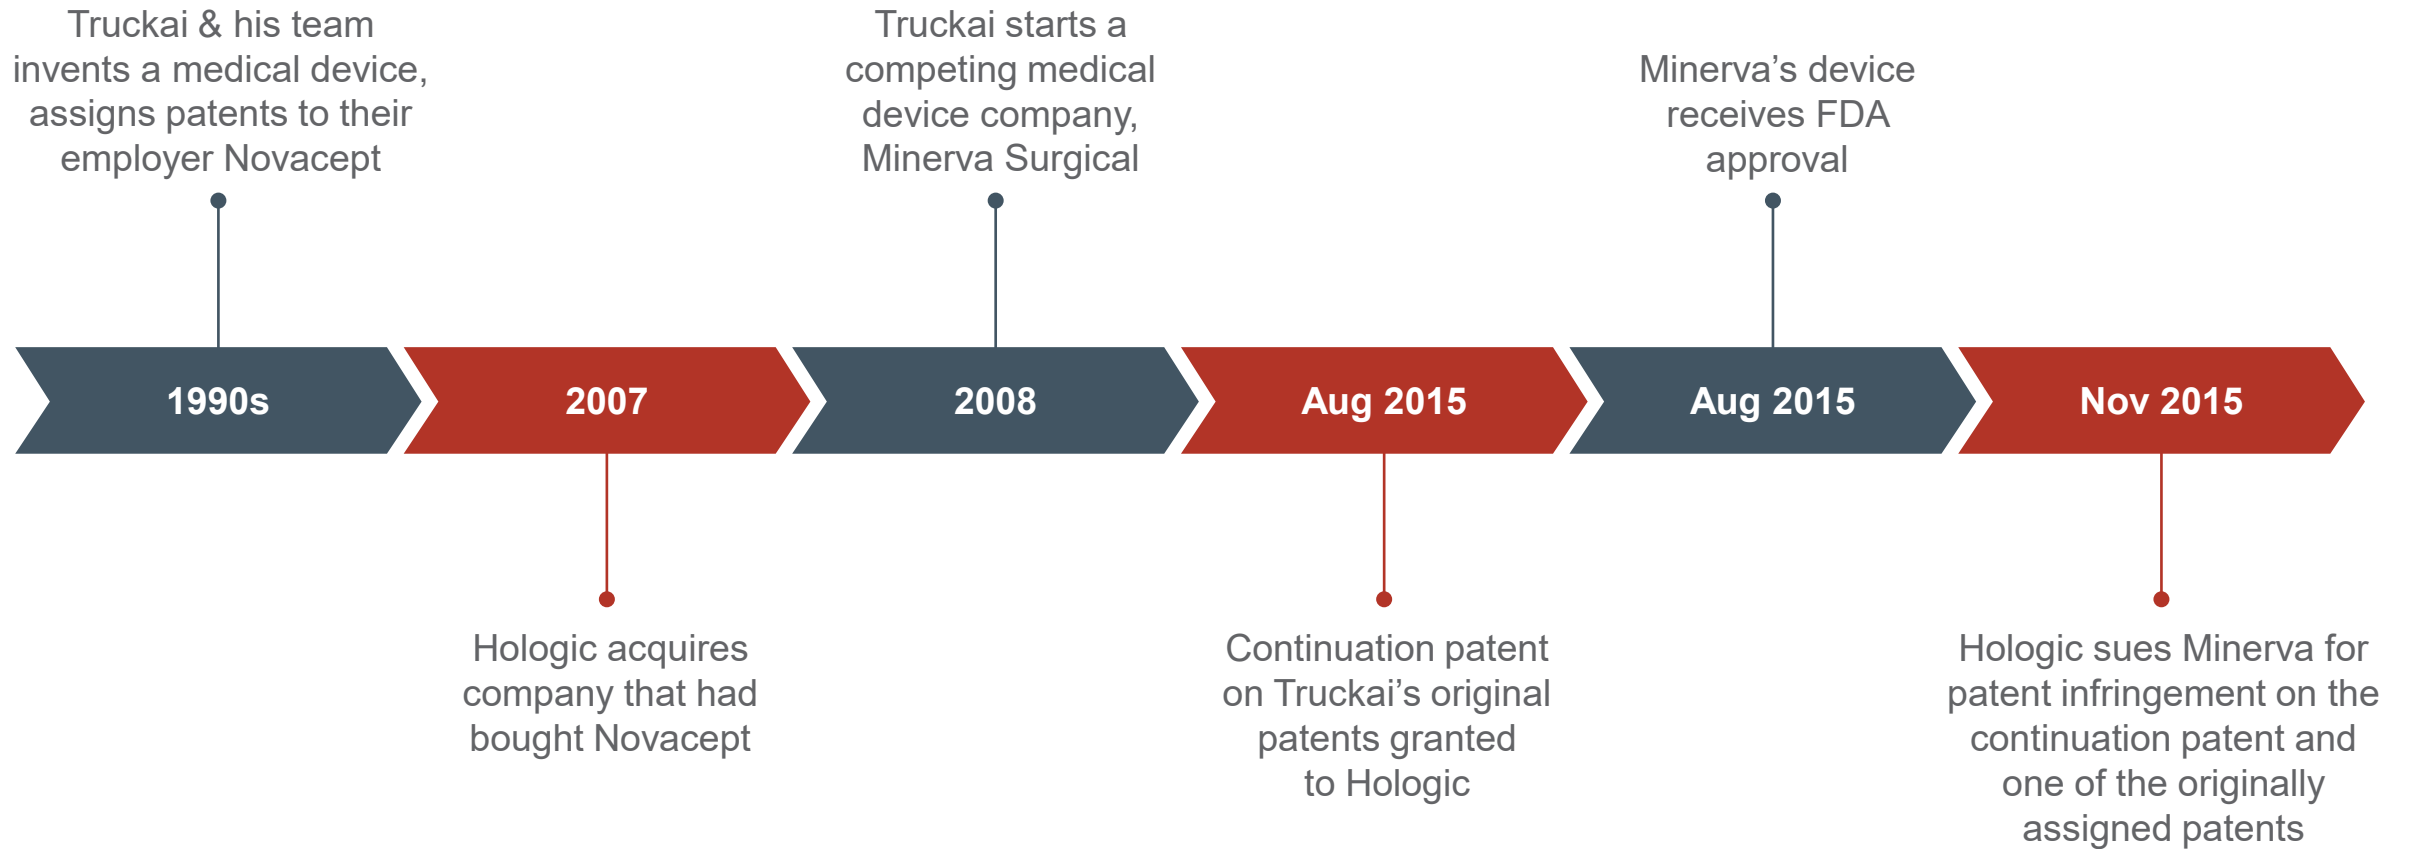 Truckai & his team
invents a medical device,
assigns patents to their
employer Novacept
Truckai starts a
competing medical
device company,
Minerva Surgical
Minerva’s device
receives FDA
approval
1990s
2007
2008
Aug 2015
Aug 2015
Nov 2015
Hologic acquires
company that had
bought Novacept
Continuation patent
on Truckai’s original
patents granted
to Hologic
Hologic sues Minerva for
patent infringement on the
continuation patent and
one of the originally
assigned patents